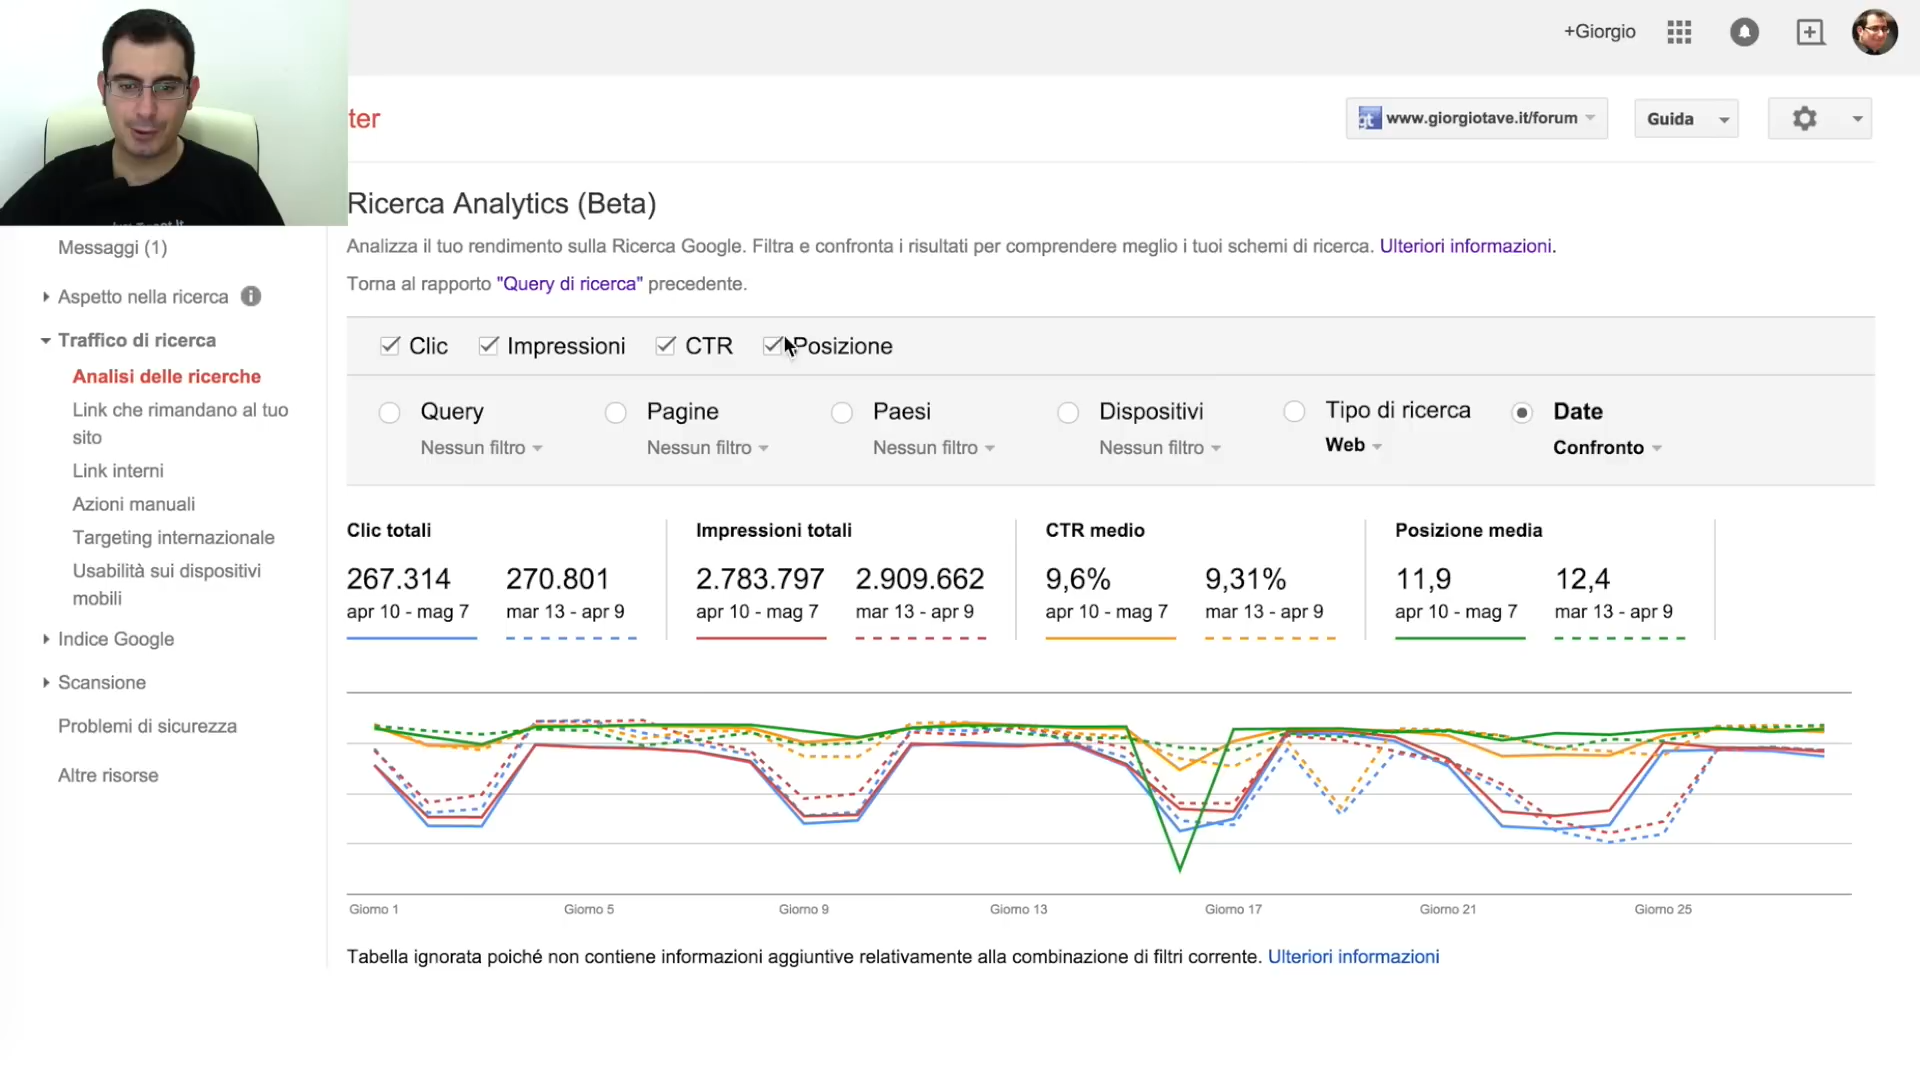 +Giorgio
ter
www.giorgiotave.it/forum
Guida
Ricerca Analytics (Beta)
Analizza il tuo rendimento sulla Ricerca Google. Filtra e confronta i risultati per comprendere meglio i tuoi schemi di ricerca. Ulteriori informazioni.
Torna al rapporto "Query di ricerca" precedente.
Messaggi (1)
Aspetto nella ricerca
Traffico di ricerca
Analisi delle ricerche
Link che rimandano al tuo
sito
Link interni
Azioni manuali
Targeting internazionale
Usabilità sui dispositivi
mobili
Indice Google
Scansione
Problemi di sicurezza
Altre risorse
Clic Impressioni CTR Posizione
Query Pagine Paesi Dispositivi Tipo di ricerca Date
Nessun filtro Nessun filtro Nessun filtro Nessun filtro Web Confronto
Clic totali Impressioni totali CTR medio Posizione media
267.314 270.801 2.783.797 2.909.662 9,6% 9,31% 11,9 12,4
apr 10 - mag 7 mar 13 - apr 9 apr 10 - mag 7 mar 13 - apr 9 apr 10 - mag 7 mar 13 - apr 9 apr 10 - mag 7 mar 13 - apr 9
Giorno 1 Giorno 5 Giorno 9 Giorno 13 Giorno 17 Giorno 21 Giorno 25
Tabella ignorata poiché non contiene informazioni aggiuntive relativamente alla combinazione di filtri corrente. Ulteriori informazioni